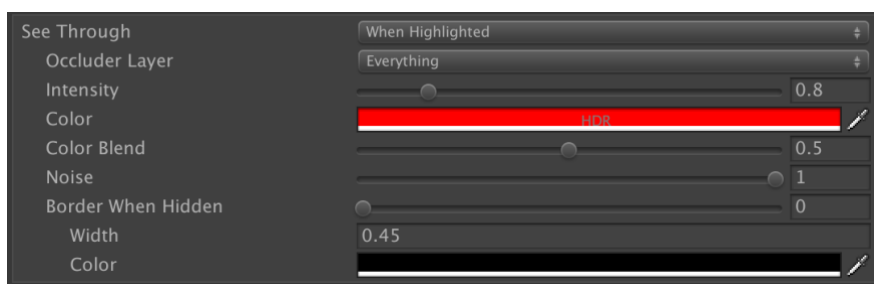 See Through When Highlighted
Occluder Layer Everything
Intensity 0.8
Color HDR
Color Blend 0.5
Noise 1
Border When Hidden 0
Width 0.45
Color